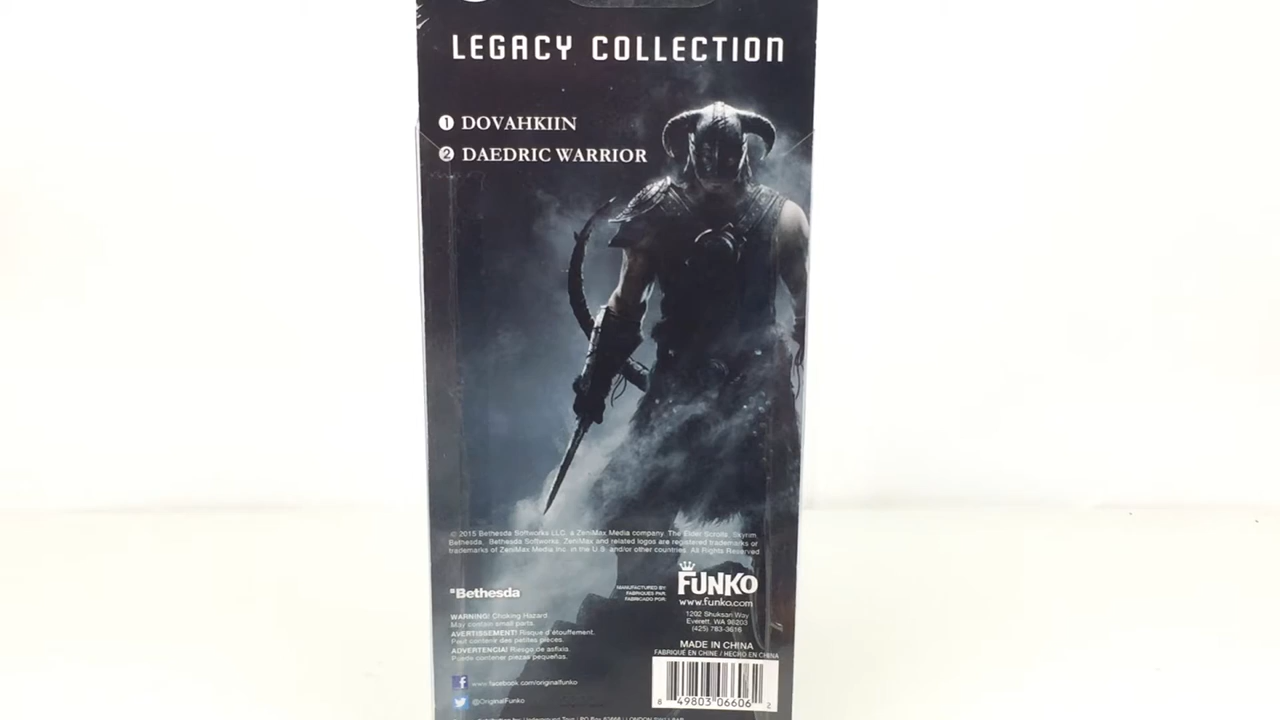 LEGACY COLLECTION
1 DOVAHKIIN
2 DAEDRIC WARRIOR
© 2015 Bethesda Softworks LLC, a ZeniMax Media company. The Elder Scrolls, Skyrim,
Bethesda, Bethesda Softworks, ZeniMax and related logos are registered trademarks or
trademarks of ZeniMax Media Inc. in the U.S. and/or other countries. All Rights Reserved
Bethesda
MANUFACTURED BY:
FABRIQUÉS PAR:
FABRICADO POR:
FUNKO
www.funko.com
1202 Shuksan Way
Everett, WA 98203
(425) 783-3616
WARNING! Choking Hazard.
May contain small parts.
AVERTISSEMENT! Risque d'étouffement.
Peut contenir des petites pièces.
ADVERTENCIA! Riesgo de asfixia.
Puede contener piezas pequeñas.
MADE IN CHINA
FABRIQUÉ EN CHINE / HECHO EN CHINA
www.facebook.com/originalfunko
@OriginalFunko
8 49803 06606 2